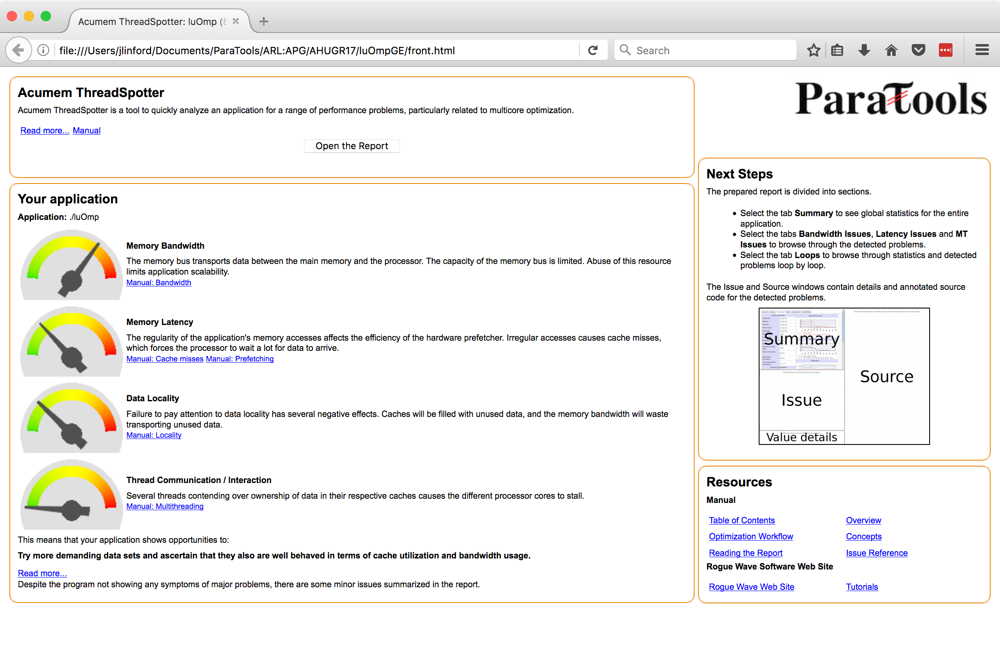 Acumem ThreadSpotter: luOmp (
file:///Users/jlinford/Documents/ParaTools/ARL:APG/AHUGR17/luOmpGE/front.html
Search
Acumem ThreadSpotter
Acumem ThreadSpotter is a tool to quickly analyze an application for a range of performance problems, particularly related to multicore optimization.
Read more... Manual
Open the Report
ParaTools
Your application
Application: ./luOmp
Memory Bandwidth
The memory bus transports data between the main memory and the processor. The capacity of the memory bus is limited. Abuse of this resource
limits application scalability.
Manual: Bandwidth
Memory Latency
The regularity of the application's memory accesses affects the efficiency of the hardware prefetcher. Irregular accesses causes cache misses,
which forces the processor to wait a lot for data to arrive.
Manual: Cache misses Manual: Prefetching
Data Locality
Failure to pay attention to data locality has several negative effects. Caches will be filled with unused data, and the memory bandwidth will waste
transporting unused data.
Manual: Locality
Thread Communication / Interaction
Several threads contending over ownership of data in their respective caches causes the different processor cores to stall.
Manual: Multithreading
This means that your application shows opportunities to:
Try more demanding data sets and ascertain that they also are well behaved in terms of cache utilization and bandwidth usage.
Read more...
Despite the program not showing any symptoms of major problems, there are some minor issues summarized in the report.
Next Steps
The prepared report is divided into sections.
• Select the tab Summary to see global statistics for the entire
application.
• Select the tabs Bandwidth Issues, Latency Issues and MT
Issues to browse through the detected problems.
• Select the tab Loops to browse through statistics and detected
problems loop by loop.
The Issue and Source windows contain details and annotated source
code for the detected problems.
Summary
Source
Issue
Value details
Resources
Manual
Table of Contents Overview
Optimization Workflow Concepts
Reading the Report Issue Reference
Rogue Wave Software Web Site
Rogue Wave Web Site Tutorials